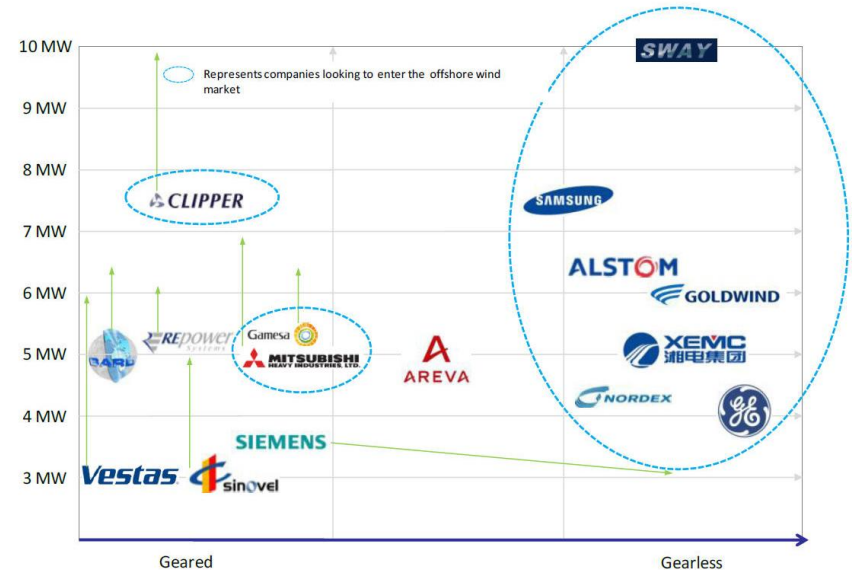 10 MW
SWAY
Represents companies looking to enter the offshore wind
market
9 MW
8 MW
CLIPPER
SAMSUNG
7 MW
ALSTOM
6 MW
GOLDWIND
BARD
REpower
Systems
Gamesa
5 MW
MITSUBISHI
HEAVY INDUSTRIES, LTD.
AREVA
XEMC
湘电集团
4 MW
NORDEX
GE
SIEMENS
3 MW
Vestas
sinovel
Geared
Gearless